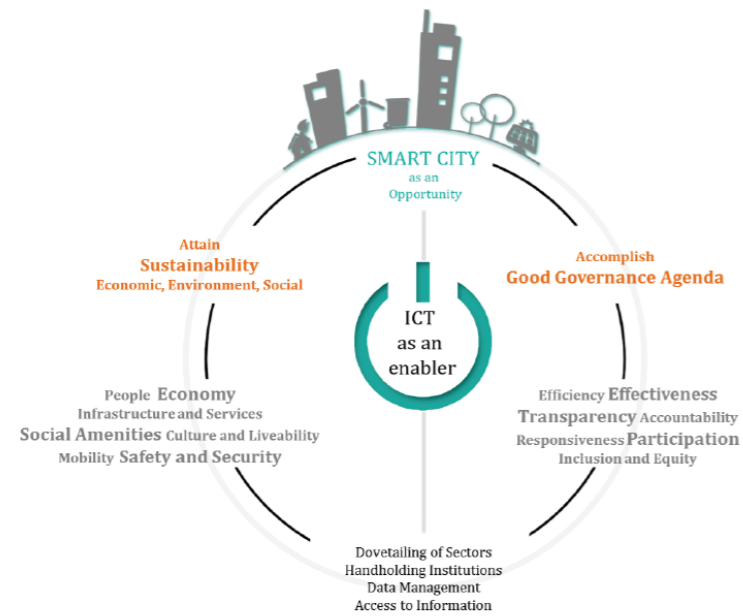 SMART CITY
as an
Opportunity
Attain
Sustainability
Economic, Environment, Social
Accomplish
Good Governance Agenda
ICT
as an
enabler
People Economy
Infrastructure and Services
Social Amenities Culture and Liveability
Mobility Safety and Security
Efficiency Effectiveness
Transparency Accountability
Responsiveness Participation
Inclusion and Equity
Dovetailing of Sectors
Handholding Institutions
Data Management
Access to Information